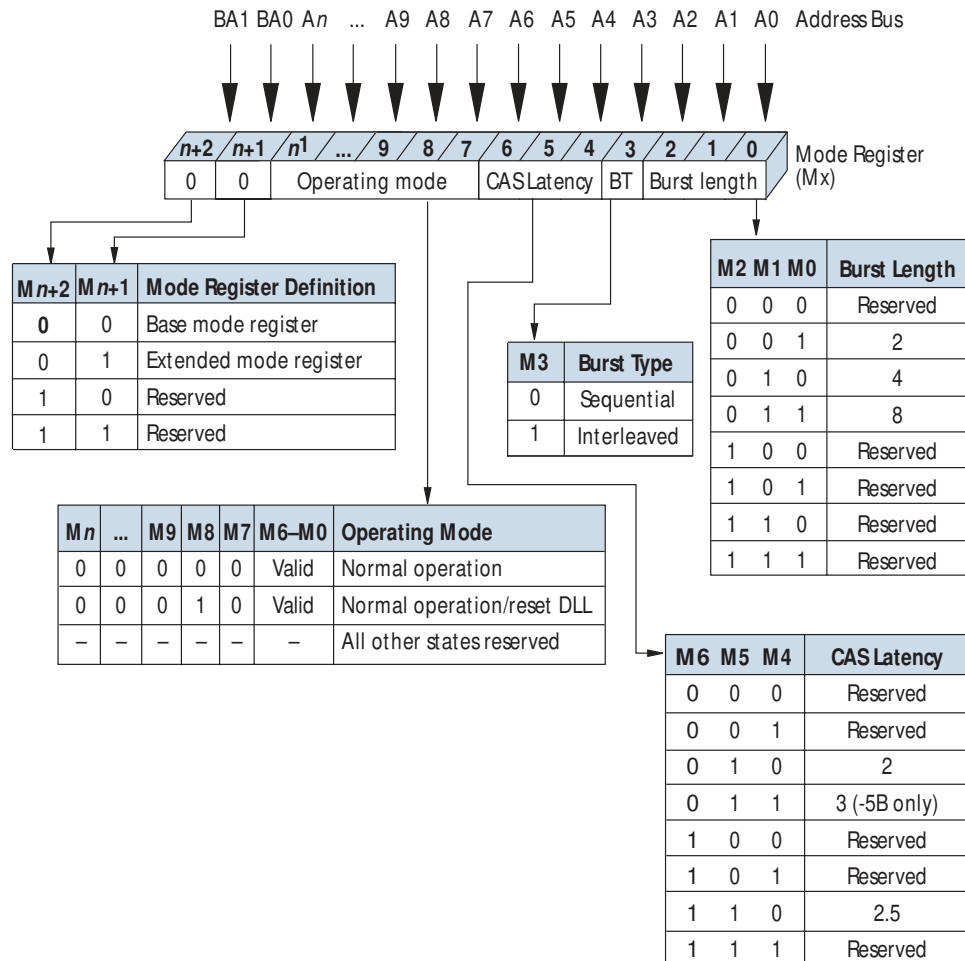 BA1 BA0 An ... A9 A8 A7 A6 A5 A4 A3 A2 A1 A0 Address Bus
n+2 n+1 n1 ... 9 8 7 6 5 4 3 2 1 0
Mode Register (Mx)
0 0 Operating mode CAS Latency BT Burst length
Mn+2 Mn+1 Mode Register Definition
0 0 Base mode register
0 1 Extended mode register
1 0 Reserved
1 1 Reserved
M3 Burst Type
0 Sequential
1 Interleaved
M2 M1 M0 Burst Length
0 0 0 Reserved
0 0 1 2
0 1 0 4
0 1 1 8
1 0 0 Reserved
1 0 1 Reserved
1 1 0 Reserved
1 1 1 Reserved
Mn ... M9 M8 M7 M6–M0 Operating Mode
0 0 0 0 0 Valid Normal operation
0 0 0 1 0 Valid Normal operation/reset DLL
– – – – – – All other states reserved
M6 M5 M4 CAS Latency
0 0 0 Reserved
0 0 1 Reserved
0 1 0 2
0 1 1 3 (-5B only)
1 0 0 Reserved
1 0 1 Reserved
1 1 0 2.5
1 1 1 Reserved